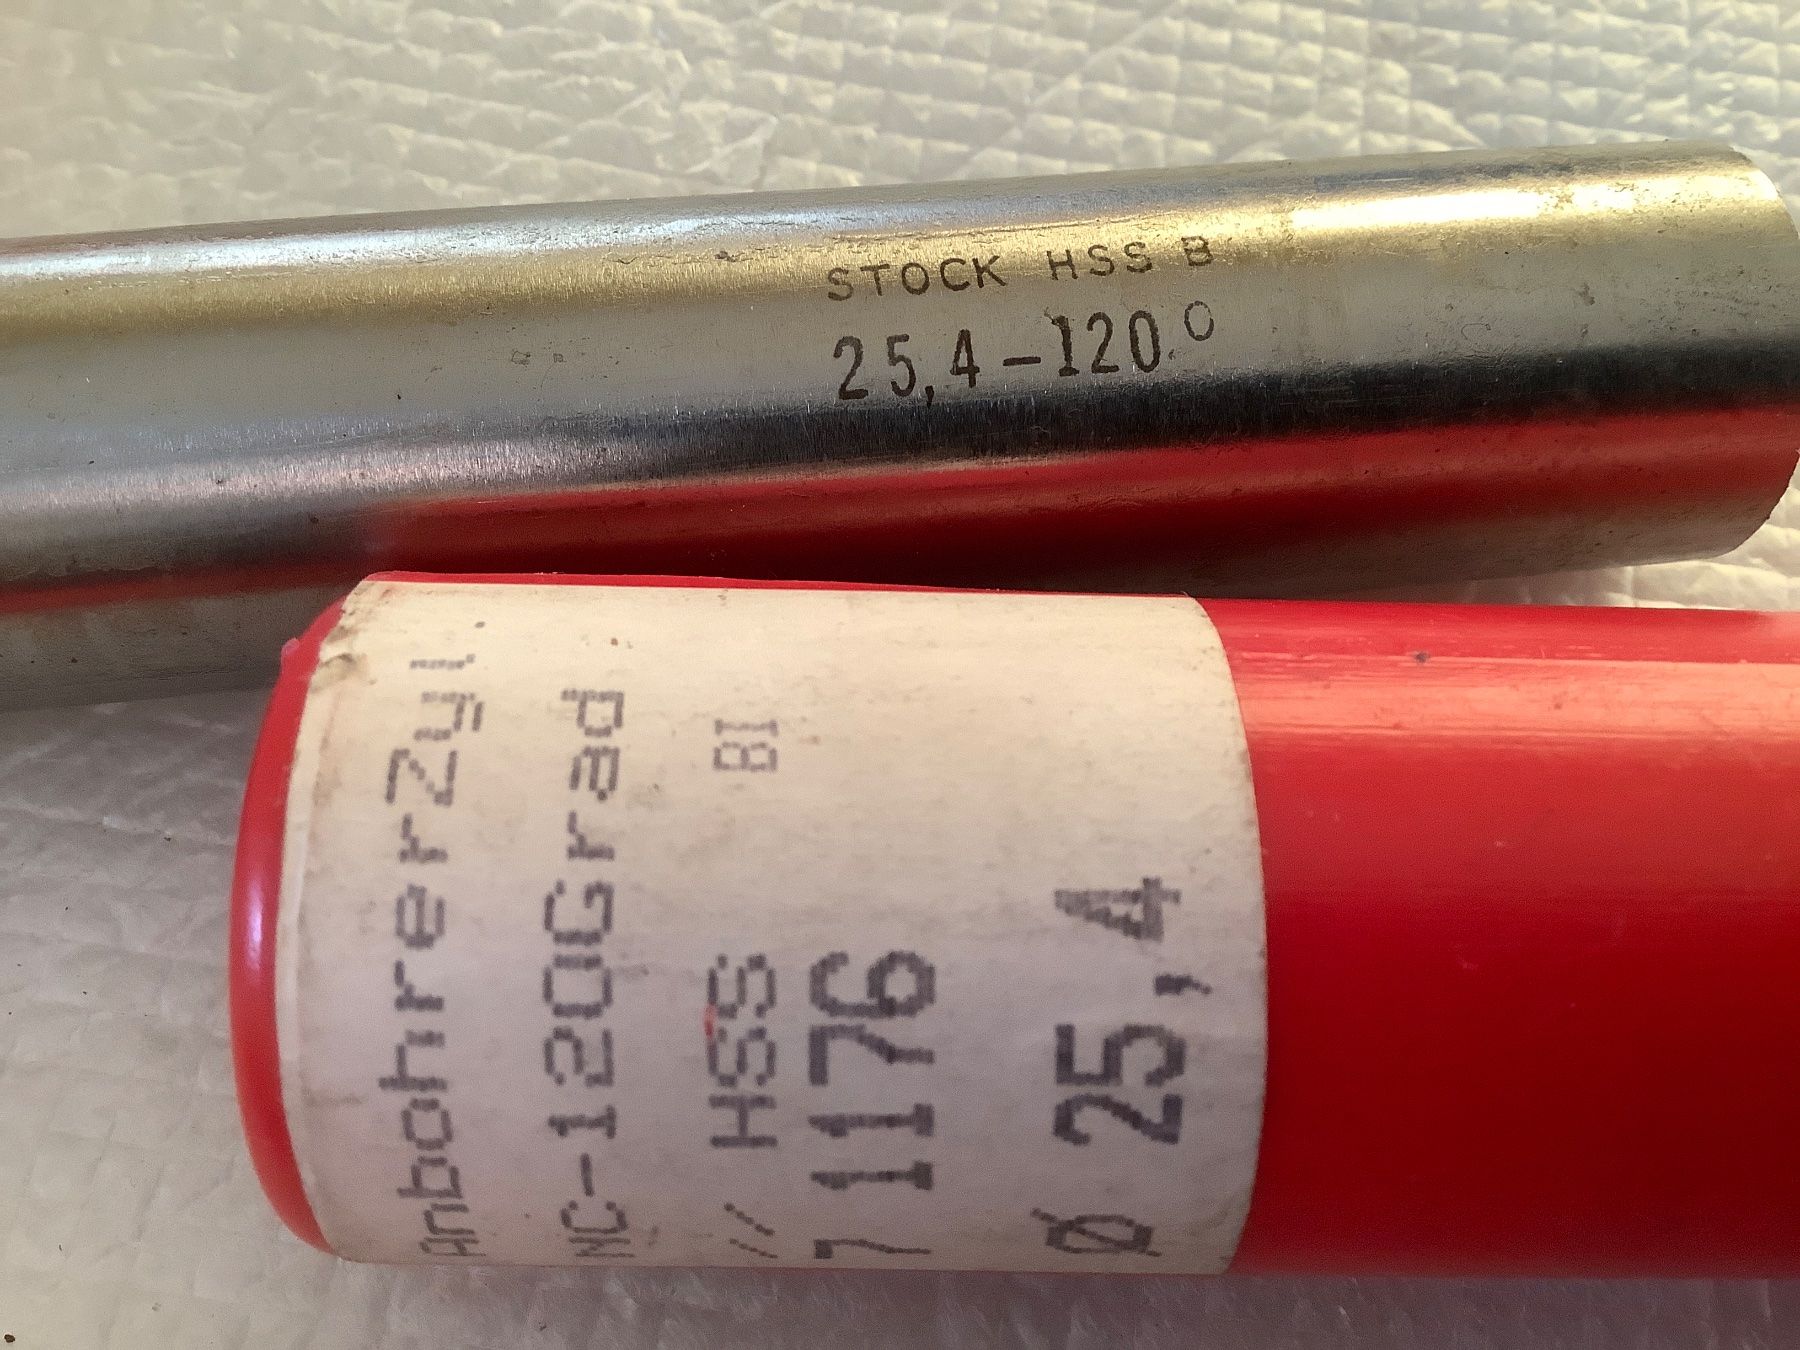 STOCK HSS B
25,4-120°
AnbohrerZyl.
NC-120Grad
// HSS BI
7 1176
Ø 25,4